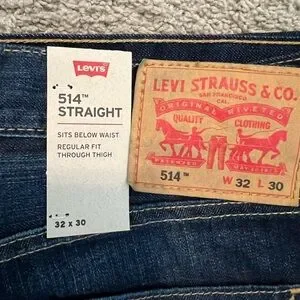 Levi's
514™
STRAIGHT
SITS BELOW WAIST
REGULAR FIT
THROUGH THIGH
32 x 30
LEVI STRAUSS & CO.
SAN FRANCISCO
CAL.
ORIGINAL RIVETED
QUALITY CLOTHING
514™ W 32 L 30